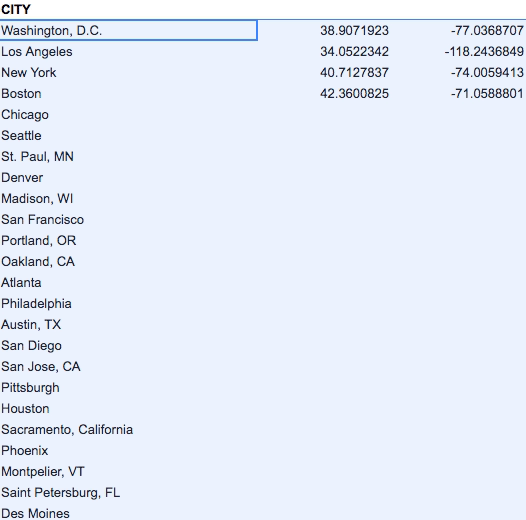 CITY
Washington, D.C. 38.9071923 -77.0368707
Los Angeles 34.0522342 -118.2436849
New York 40.7127837 -74.0059413
Boston 42.3600825 -71.0588801
Chicago
Seattle
St. Paul, MN
Denver
Madison, WI
San Francisco
Portland, OR
Oakland, CA
Atlanta
Philadelphia
Austin, TX
San Diego
San Jose, CA
Pittsburgh
Houston
Sacramento, California
Phoenix
Montpelier, VT
Saint Petersburg, FL
Des Moines